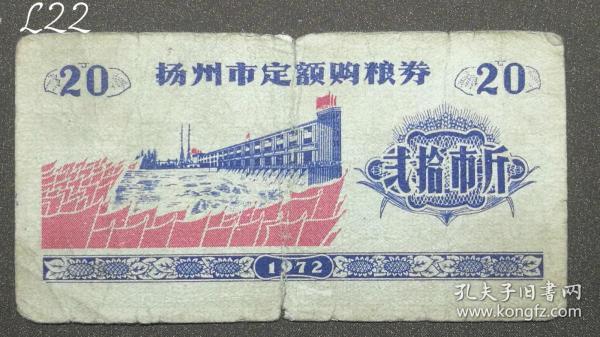 L22
20 扬州市定额购粮券 20
贰拾市斤
1972
孔夫子旧书网
www.kongfz.com